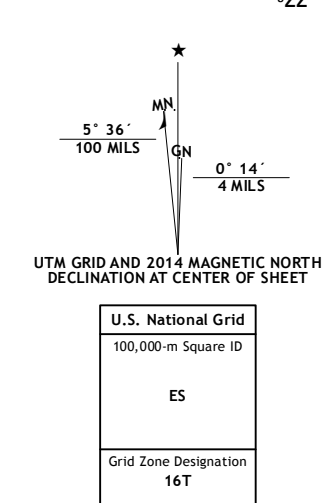 ⁶22
★
MN
5° 36´
100 MILS
GN
0° 14´
4 MILS
UTM GRID AND 2014 MAGNETIC NORTH
DECLINATION AT CENTER OF SHEET
U.S. National Grid
100,000-m Square ID
ES
Grid Zone Designation
16T